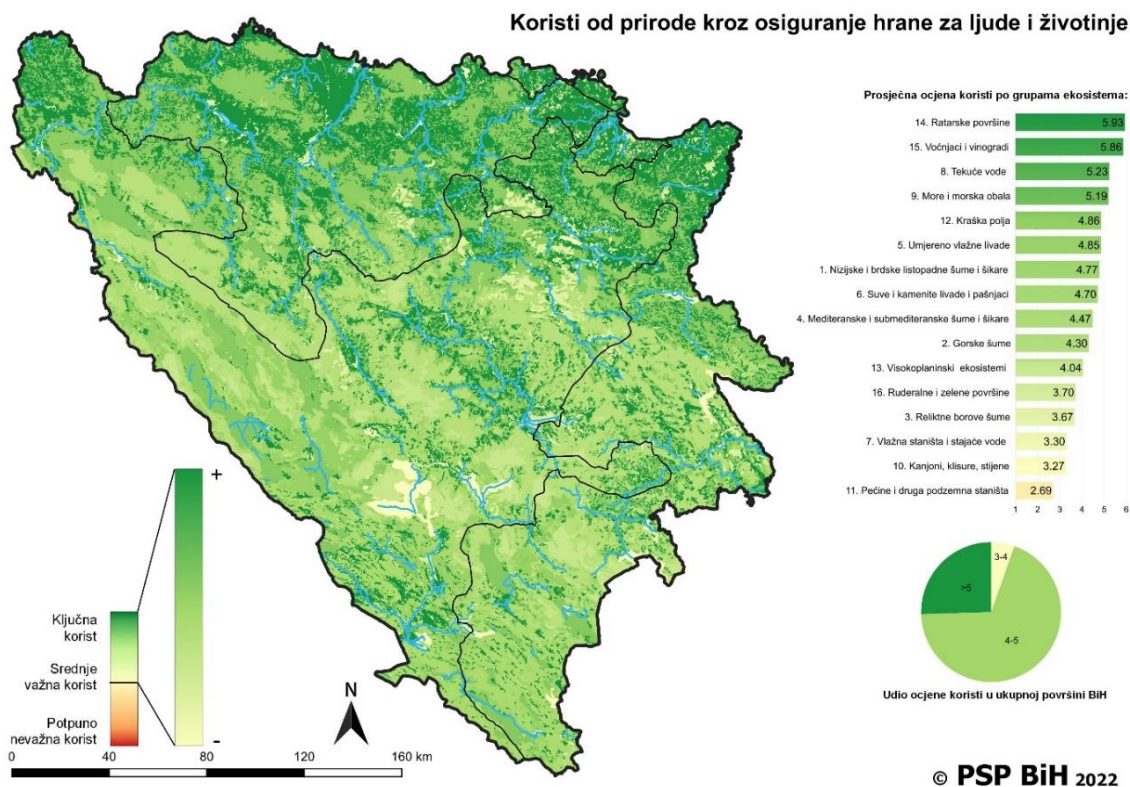 Koristi od prirode kroz osiguranje hrane za ljude i životinje
Prosječna ocjena koristi po grupama ekosistema:
14. Ratarske površine 5.93
15. Voćnjaci i vinogradi 5.86
8. Tekuće vode 5.23
9. More i morska obala 5.19
12. Kraška polja 4.86
5. Umjereno vlažne livade 4.85
1. Nizijske i brdske listopadne šume i šikare 4.77
6. Suve i kamenite livade i pašnjaci 4.70
4. Mediteranske i submediteranske šume i šikare 4.47
2. Gorske šume 4.30
13. Visokoplaninski ekosistemi 4.04
16. Ruderalne i zelene površine 3.70
3. Reliktne borove šume 3.67
7. Vlažna staništa i stajaće vode 3.30
10. Kanjoni, klisure, stijene 3.27
11. Pećine i druga podzemna staništa 2.69
1 2 3 4 5 6
3-4
>5
4-5
Udio ocjene koristi u ukupnoj površini BiH
+
Ključna
korist
Srednje
važna korist
Potpuno
nevažna korist
-
N
0 40 80 120 160 km
© PSP BiH 2022